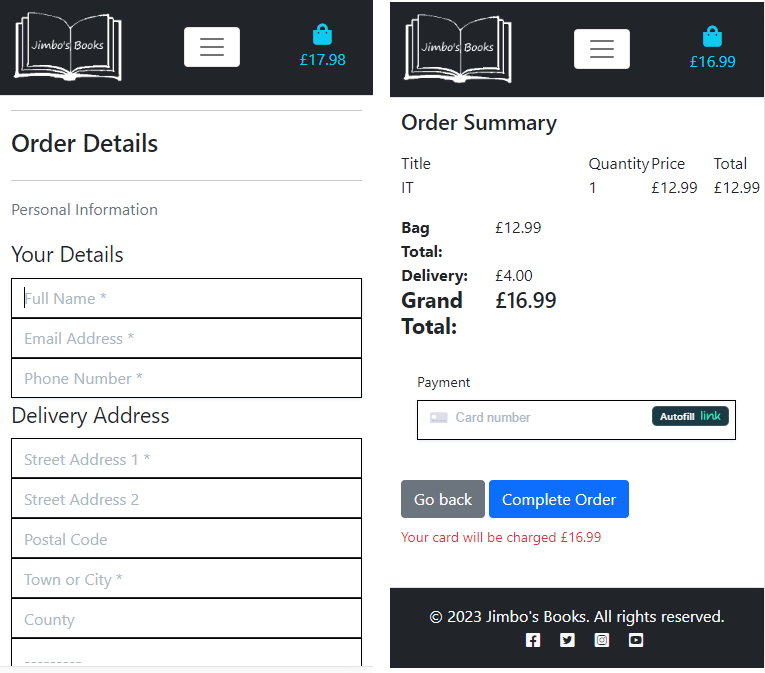 Jimbo's Books
£17.98
Order Details
Personal Information
Your Details
Full Name *
Email Address *
Phone Number *
Delivery Address
Street Address 1 *
Street Address 2
Postal Code
Town or City *
County
---------
Jimbo's Books
£16.99
Order Summary
Title Quantity Price Total
IT 1 £12.99 £12.99
Bag Total: £12.99
Delivery: £4.00
Grand Total: £16.99
Payment
Card number Autofill link
Go back Complete Order
Your card will be charged £16.99
© 2023 Jimbo's Books. All rights reserved.